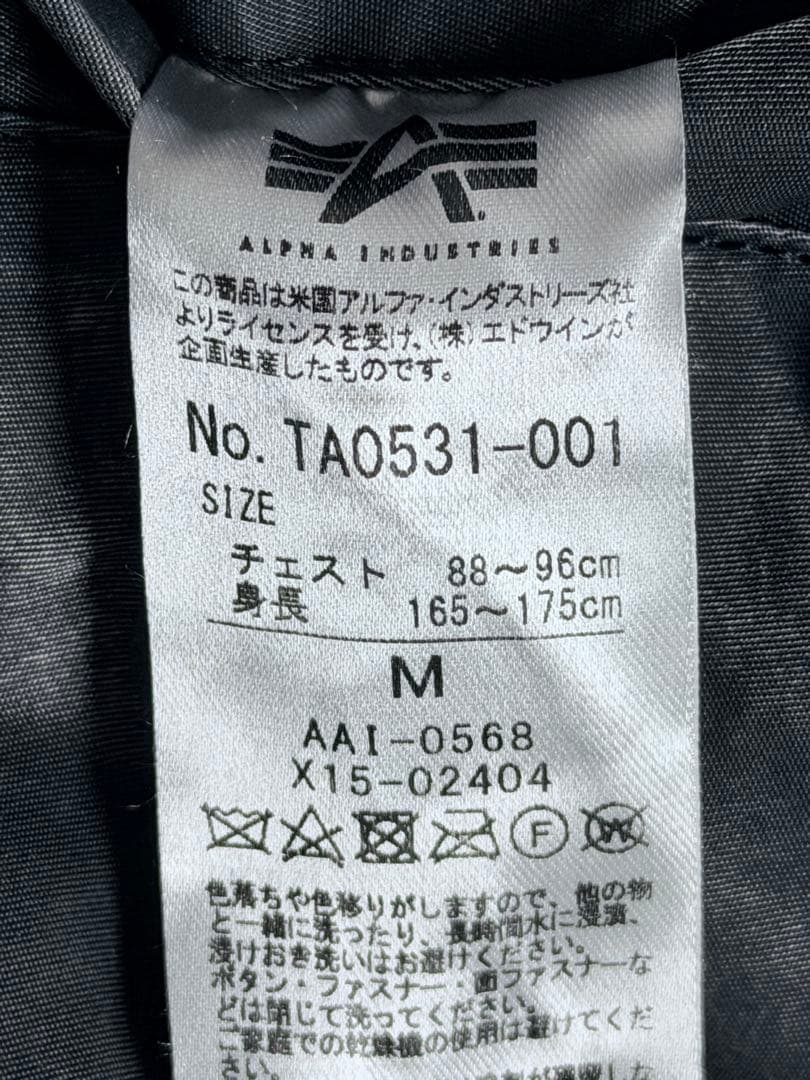 ALPHA INDUSTRIES
この商品は米国アルファ・インダストリーズ社
よりライセンスを受け、(株)エドウインが
企画生産したものです。
No. TA0531-001
SIZE
チェスト 88〜96cm
身長 165〜175cm
M
AAI-0568
X15-02404
F
W
色落ちや色移りがしますので、他の物
と一緒に洗ったり、長時間水に浸漬、
浸けおき洗いはお避けください。
ボタン・ファスナー・面ファスナーな
どは閉じて洗ってください。
ご家庭での乾燥機の使用は避けてくだ
さい。